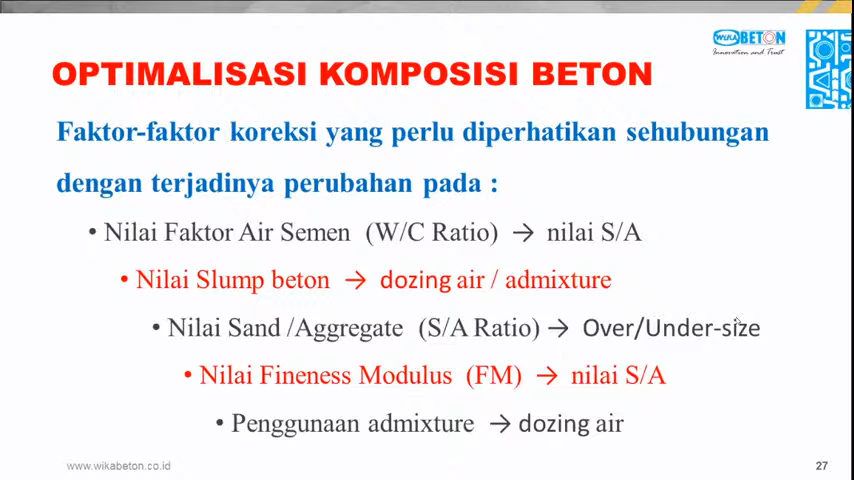 WIKA BETON
Innovation and Trust
OPTIMALISASI KOMPOSISI BETON
Faktor-faktor koreksi yang perlu diperhatikan sehubungan
dengan terjadinya perubahan pada :
• Nilai Faktor Air Semen (W/C Ratio) → nilai S/A
• Nilai Slump beton → dozing air / admixture
• Nilai Sand /Aggregate (S/A Ratio) → Over/Under-size
• Nilai Fineness Modulus (FM) → nilai S/A
• Penggunaan admixture → dozing air
www.wikabeton.co.id
27